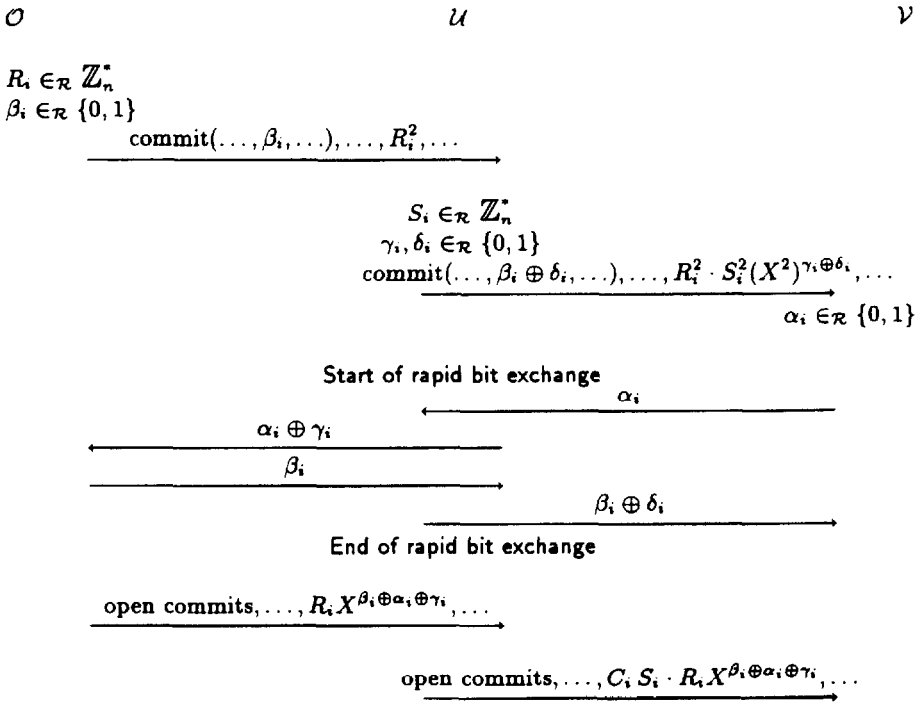 𝒪 𝒰 𝒱
R_i ∈_ℛ ℤ*_n
β_i ∈_ℛ {0, 1}
commit(…, β_i, …), …, R_i^2, …
S_i ∈_ℛ ℤ*_n
γ_i, δ_i ∈_ℛ {0, 1}
commit(…, β_i ⊕ δ_i, …), …, R_i^2 · S_i^2(X^2)^{γ_i⊕δ_i}, …
α_i ∈_ℛ {0, 1}
Start of rapid bit exchange
α_i
α_i ⊕ γ_i
β_i
β_i ⊕ δ_i
End of rapid bit exchange
open commits, …, R_i X^{β_i⊕α_i⊕γ_i}, …
open commits, …, C_i S_i · R_i X^{β_i⊕α_i⊕γ_i}, …